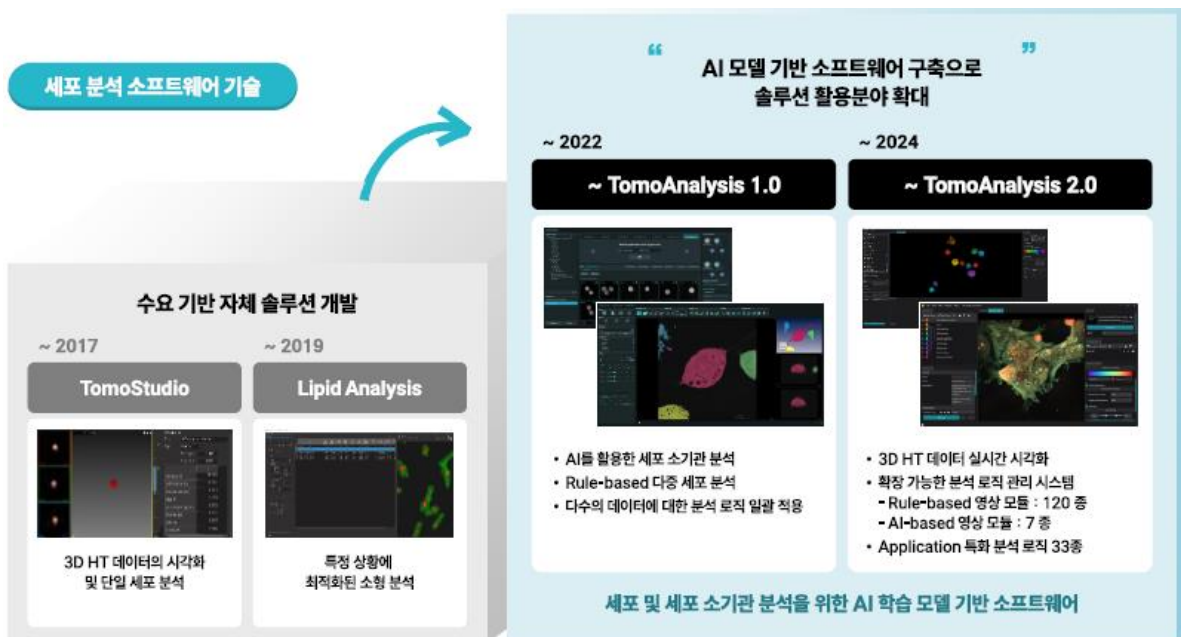 세포 분석 소프트웨어 기술
“ ”
AI 모델 기반 소프트웨어 구축으로
솔루션 활용분야 확대
수요 기반 자체 솔루션 개발
~ 2017
TomoStudio
3D HT 데이터의 시각화
및 단일 세포 분석
~ 2019
Lipid Analysis
특정 상황에
최적화된 소형 분석
~ 2022
~ TomoAnalysis 1.0
• AI를 활용한 세포 소기관 분석
• Rule-based 다중 세포 분석
• 다수의 데이터에 대한 분석 로직 일괄 적용
~ 2024
~ TomoAnalysis 2.0
• 3D HT 데이터 실시간 시각화
• 확장 가능한 분석 로직 관리 시스템
- Rule-based 영상 모듈 : 120 종
- AI-based 영상 모듈 : 7 종
• Application 특화 분석 로직 33종
세포 및 세포 소기관 분석을 위한 AI 학습 모델 기반 소프트웨어